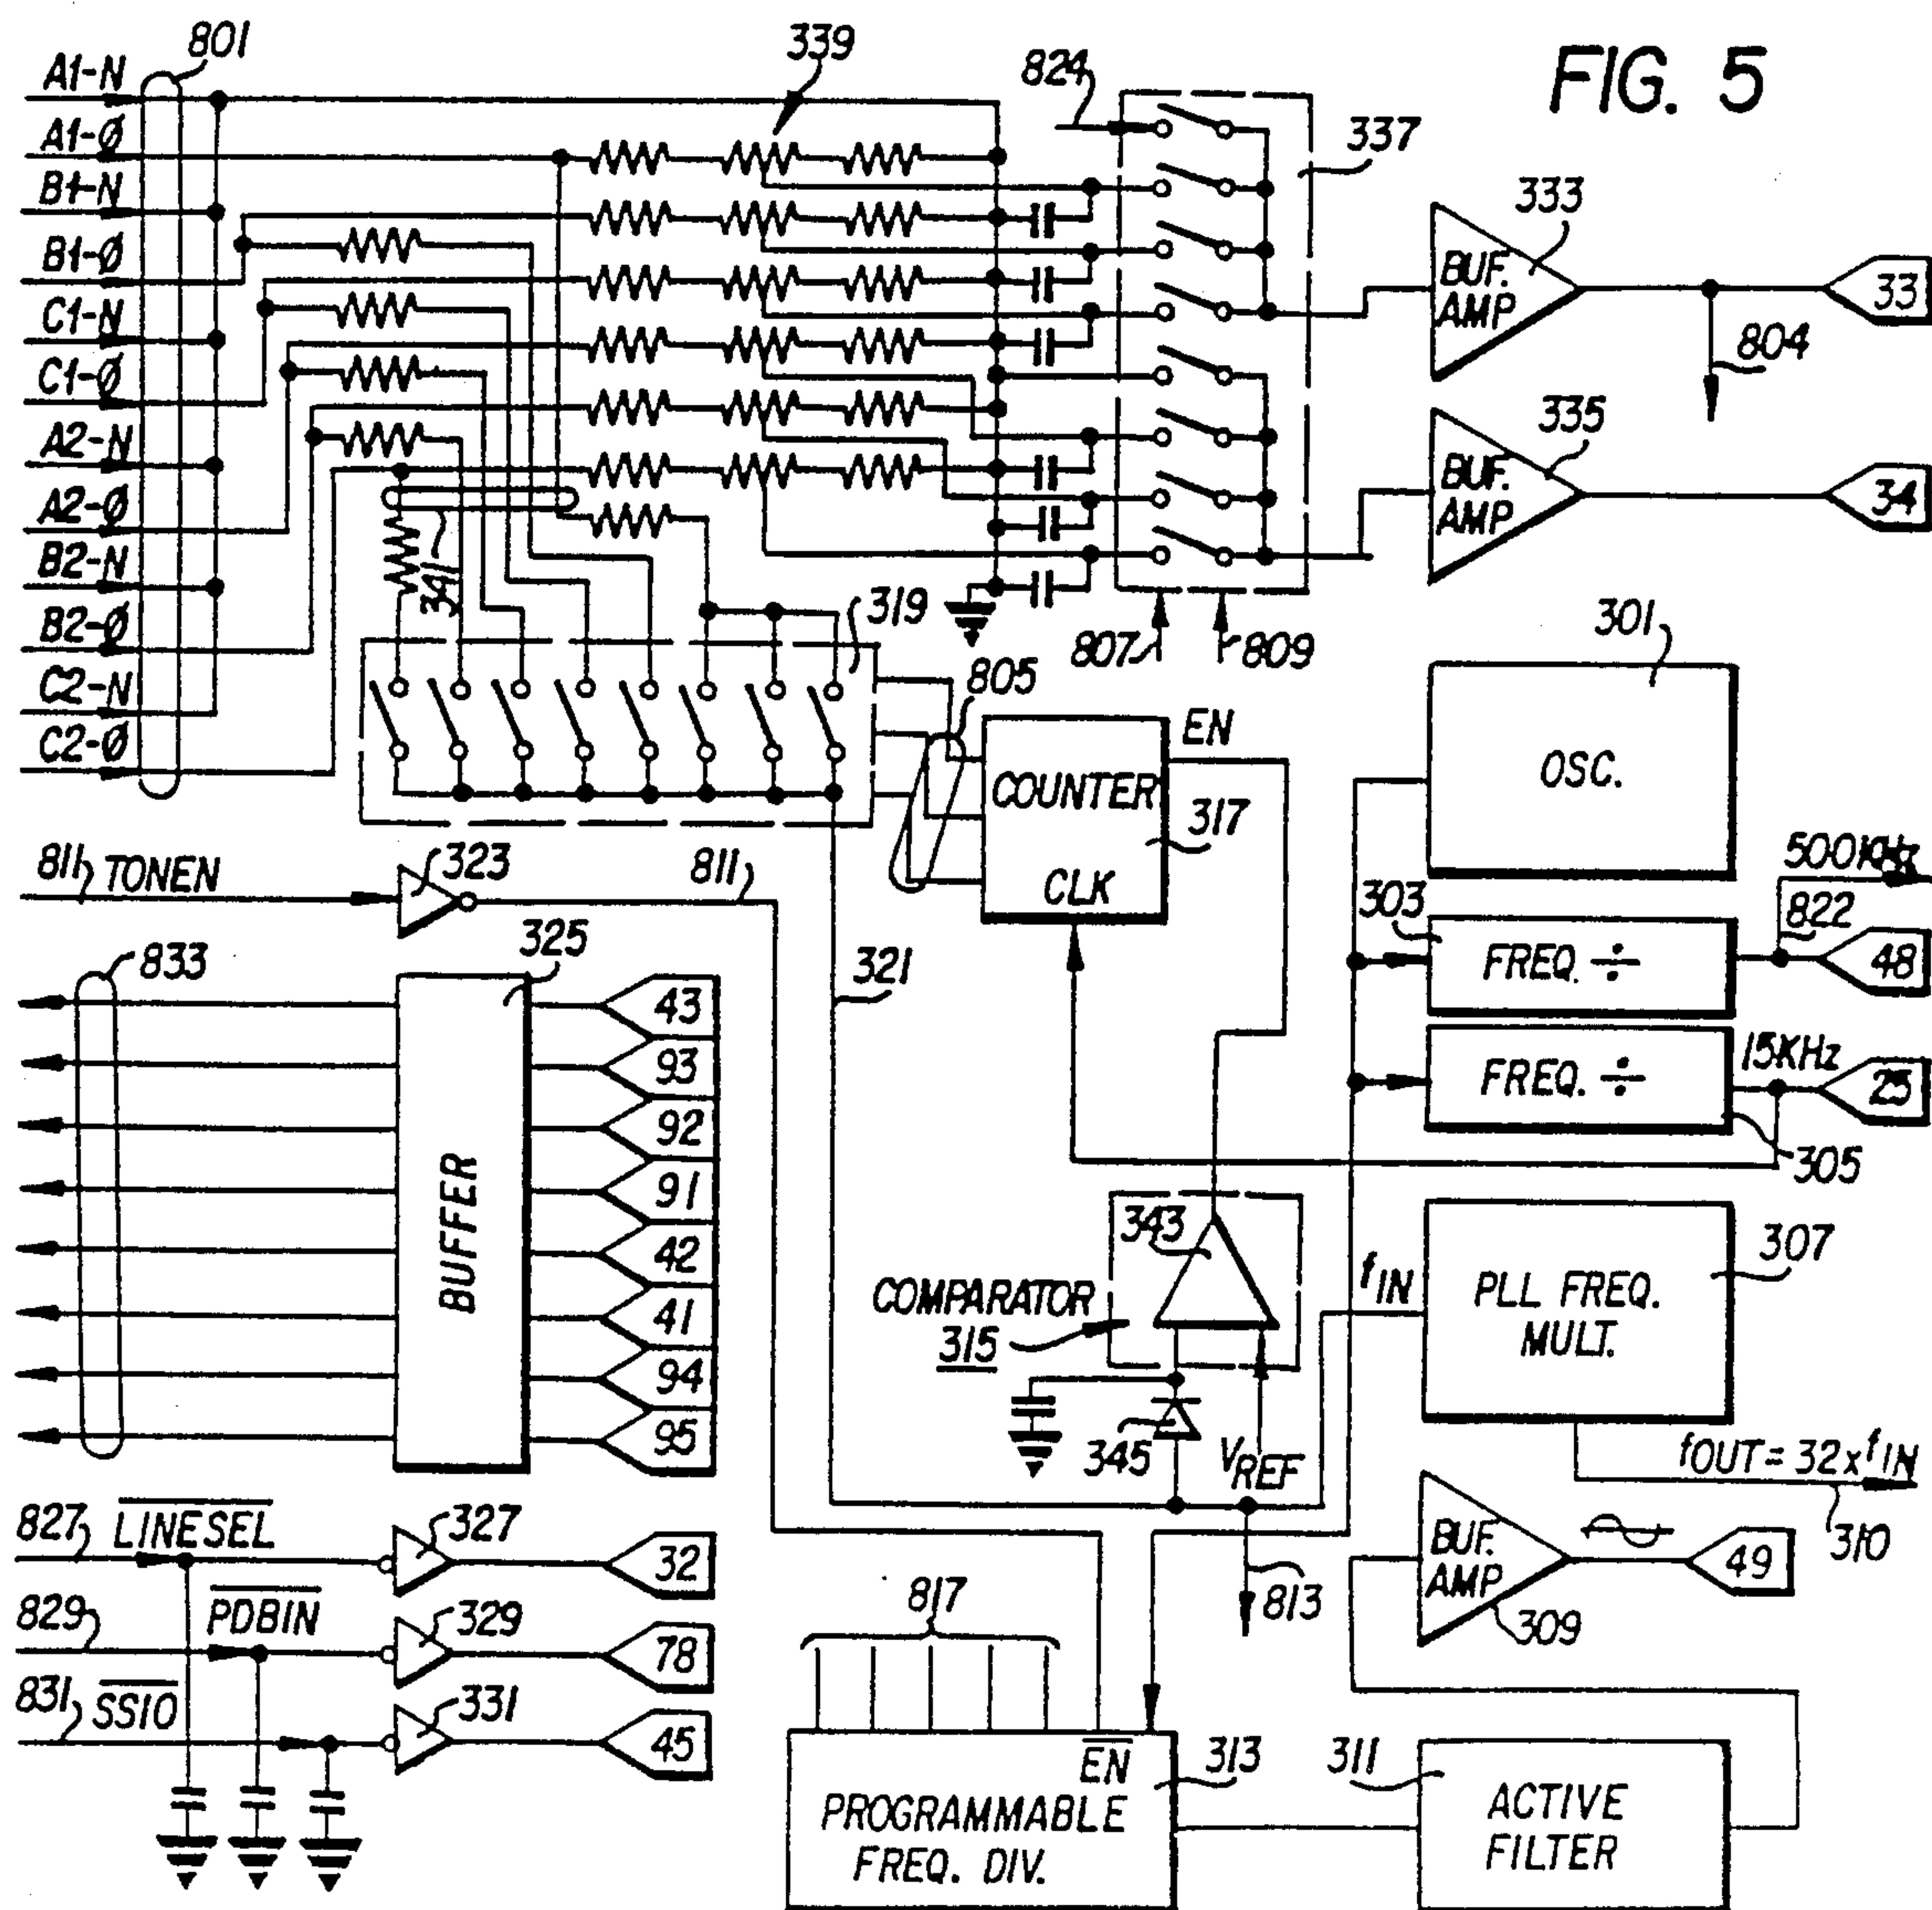 FIG. 5
801
339
824
337
A1-N
A1-Ø
B1-N
B1-Ø
C1-N
C1-Ø
A2-N
A2-Ø
B2-N
B2-Ø
C2-N
C2-Ø
341
319
805
807
809
333
BUF. AMP
33
804
335
BUF. AMP
34
301
OSC.
EN
COUNTER
317
CLK
500KHz
822
303
FREQ. ÷
48
15KHz
FREQ. ÷
25
305
811 TONEN
323
811
321
833
325
BUFFER
43
93
92
91
42
41
94
95
343
COMPARATOR
315
345
VREF
fIN
307
PLL FREQ.
MULT.
fOUT = 32 x fIN
310
827 LINESEL
327
32
829 PDBIN
329
78
831 SSIO
331
45
817
813
BUF. AMP
309
49
EN
313
PROGRAMMABLE
FREQ. DIV.
311
ACTIVE
FILTER